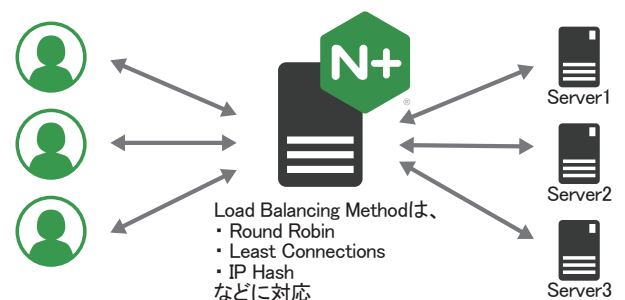 N+
®
Server1
Server2
Server3
Load Balancing Methodは、
・Round Robin
・Least Connections
・IP Hash
などに対応